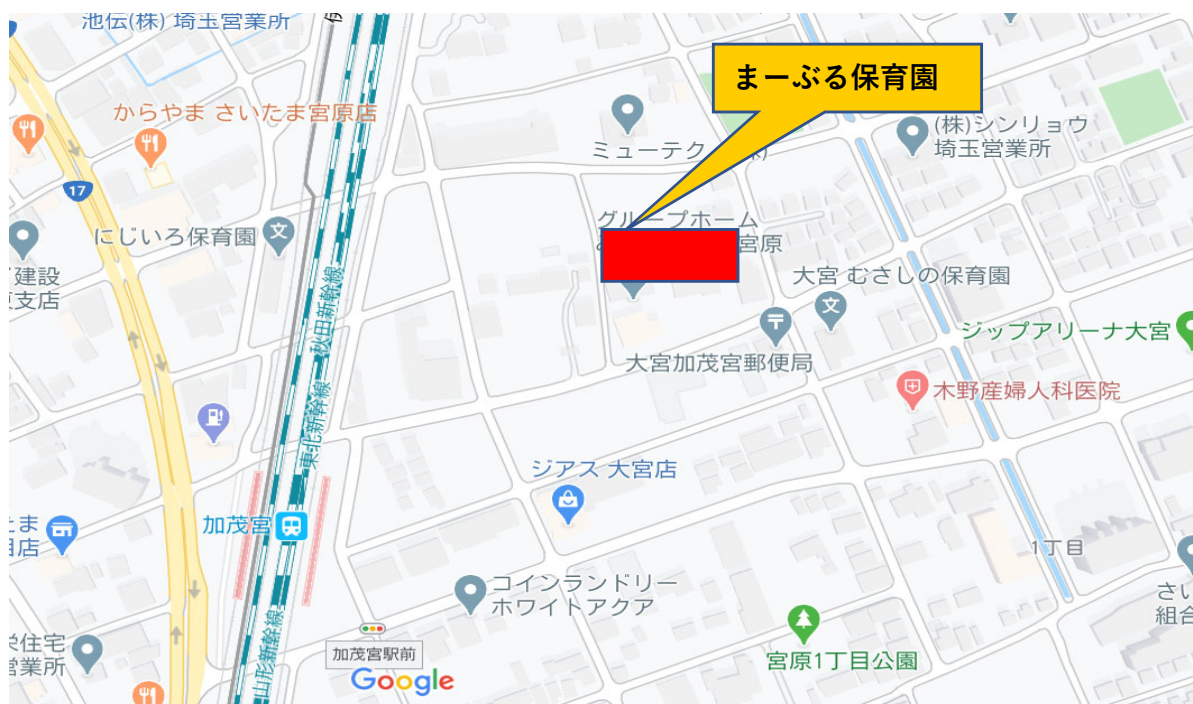 池伝(株) 埼玉営業所
まーぶる保育園
からやま さいたま宮原店
(株)シンリョウ
埼玉営業所
ミューテク
17
グループホーム
宮原
にじいろ保育園
文
建設
支店
大宮 むさしの保育園
文
秋田新幹線
ジップアリーナ大宮
大宮加茂宮郵便局
木野産婦人科医院
東北新幹線
ジアス 大宮店
加茂宮
1丁目
コインランドリー
ホワイトアクア
組合
山形新幹線
住宅
営業所
加茂宮駅前
宮原1丁目公園
Google